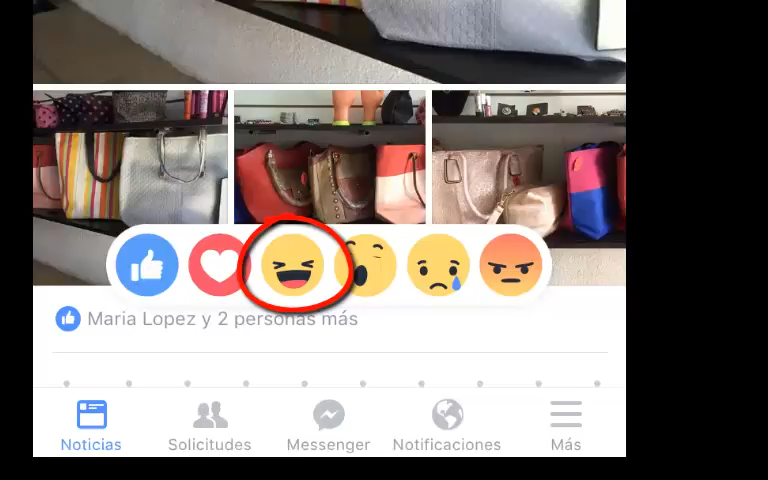 Maria Lopez y 2 personas más
Noticias
Solicitudes
Messenger
Notificaciones
Más